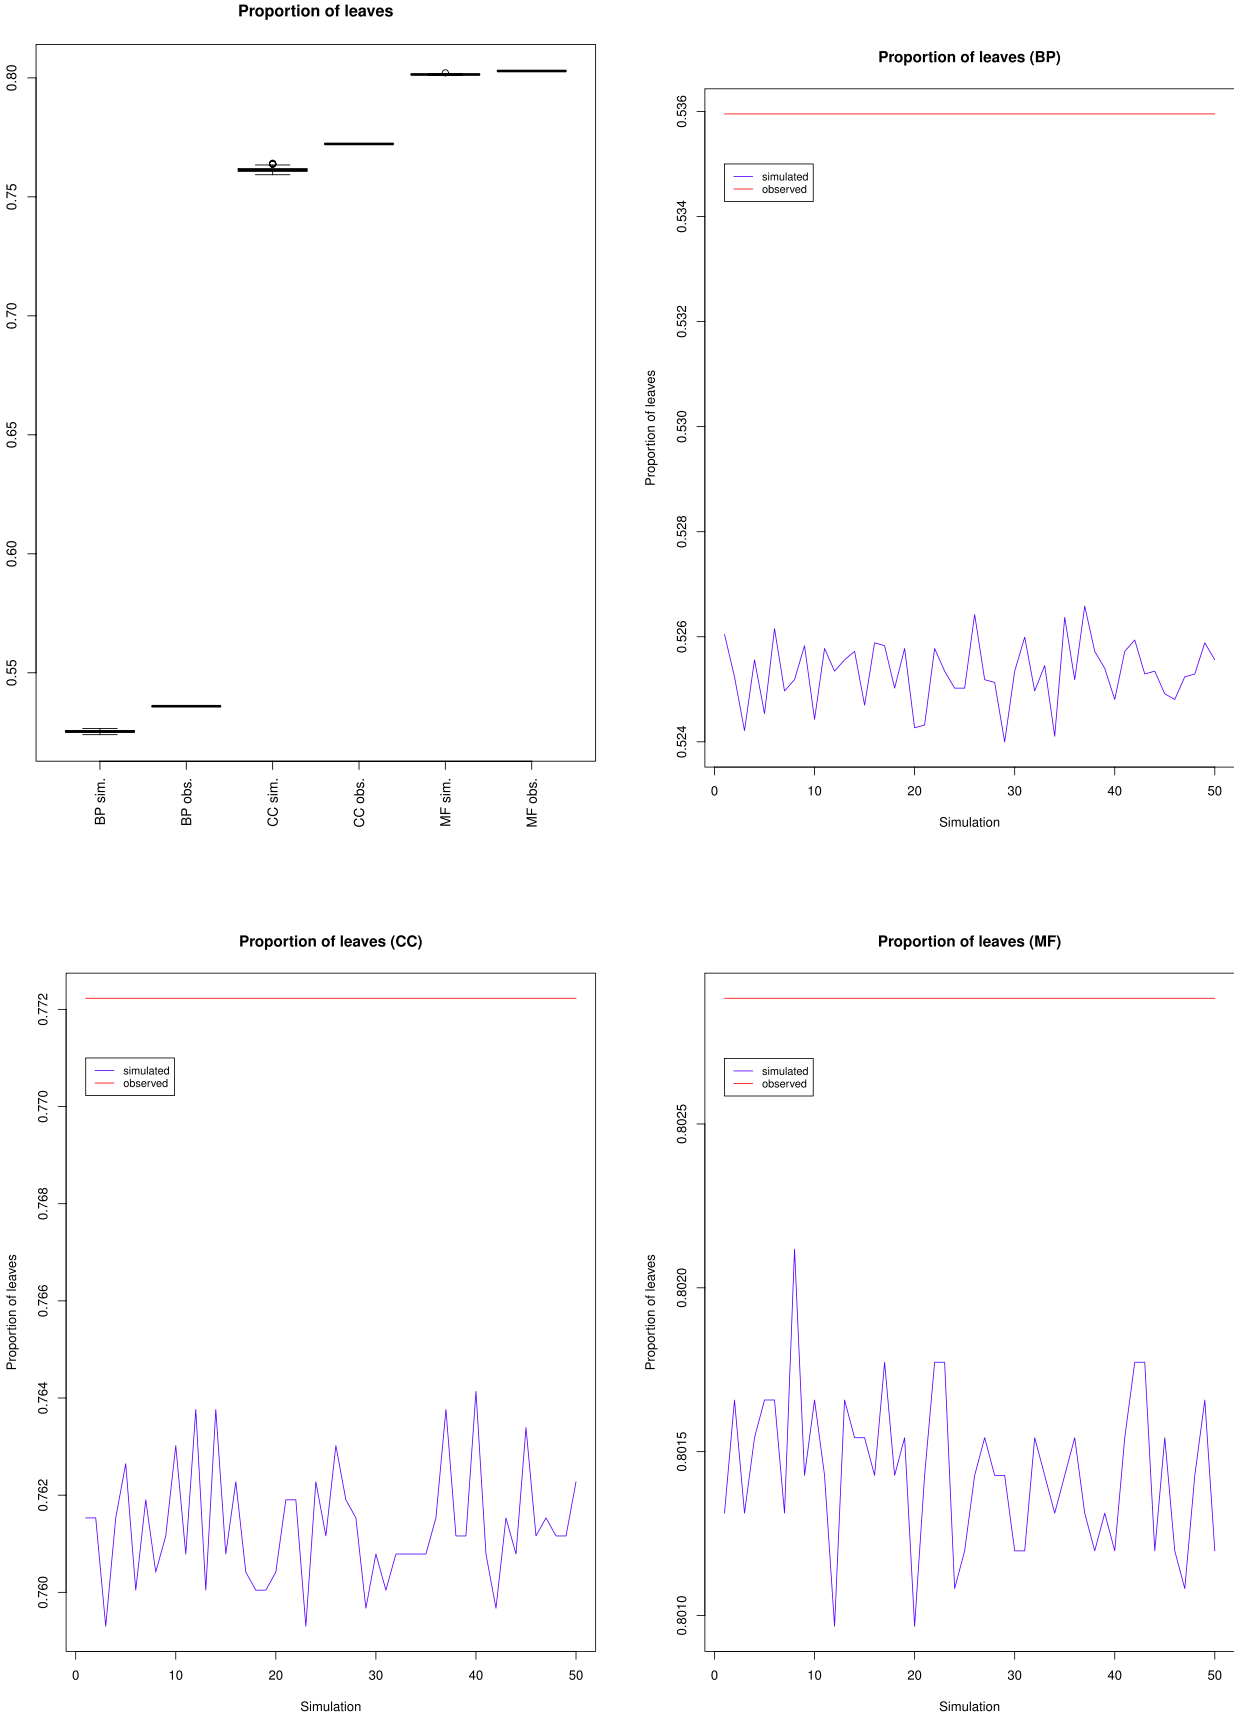 Proportion of leaves
0.80
0.75
0.70
0.65
0.60
0.55
BP sim.
BP obs.
CC sim.
CC obs.
MF sim.
MF obs.
Proportion of leaves (BP)
Proportion of leaves
0.536
0.534
0.532
0.530
0.528
0.526
0.524
simulated
observed
0 10 20 30 40 50
Simulation
Proportion of leaves (CC)
Proportion of leaves
0.772
0.770
0.768
0.766
0.764
0.762
0.760
simulated
observed
0 10 20 30 40 50
Simulation
Proportion of leaves (MF)
Proportion of leaves
0.8025
0.8020
0.8015
0.8010
simulated
observed
0 10 20 30 40 50
Simulation